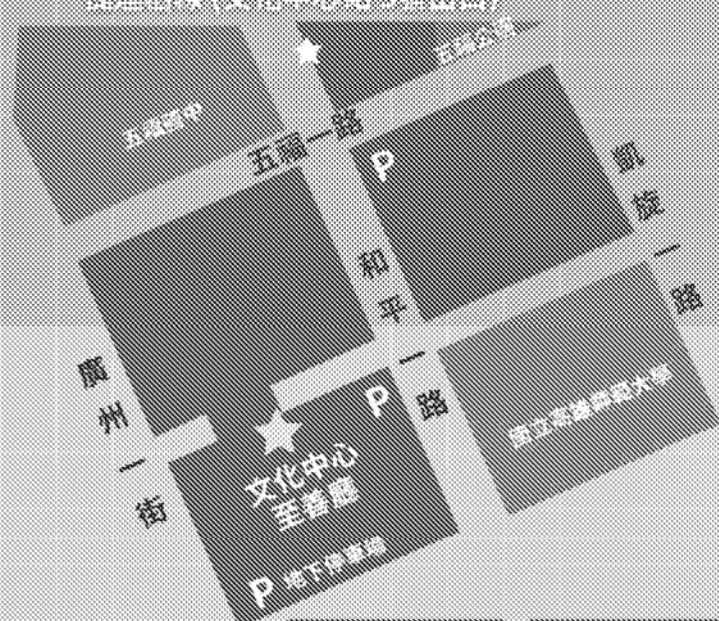 五福公園
五福國中
五福一路
P
凱旋一路
和平一路
廣州一街
P
國立高雄師範大學
文化中心
至善廳
P 地下停車場